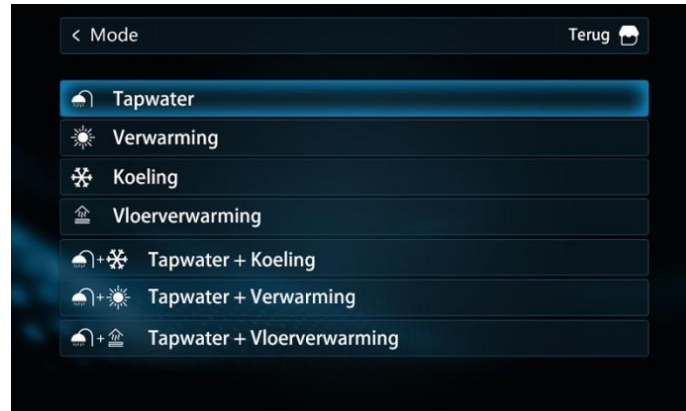 < Mode
Terug
Tapwater
Verwarming
Koeling
Vloerverwarming
Tapwater + Koeling
Tapwater + Verwarming
Tapwater + Vloerverwarming